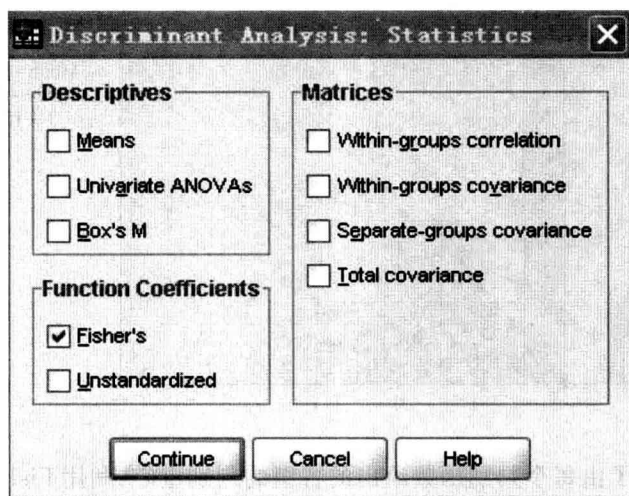 Discriminant Analysis: Statistics
Descriptives
Means
Univariate ANOVAs
Box's M
Function Coefficients
Fisher's
Unstandardized
Matrices
Within-groups correlation
Within-groups covariance
Separate-groups covariance
Total covariance
Continue
Cancel
Help